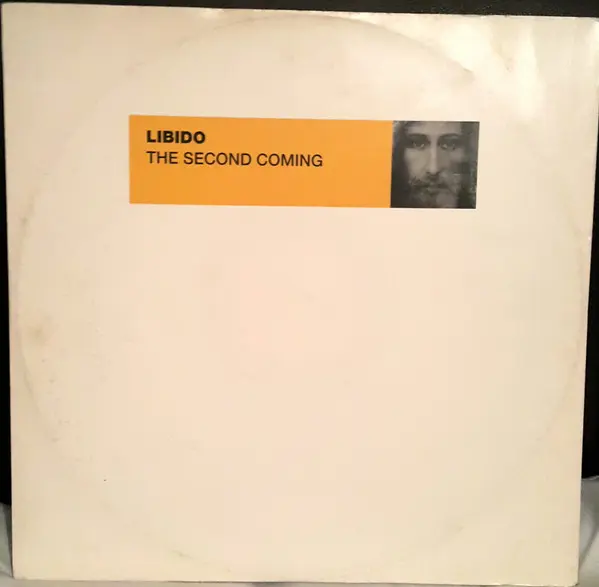 LIBIDO
THE SECOND COMING